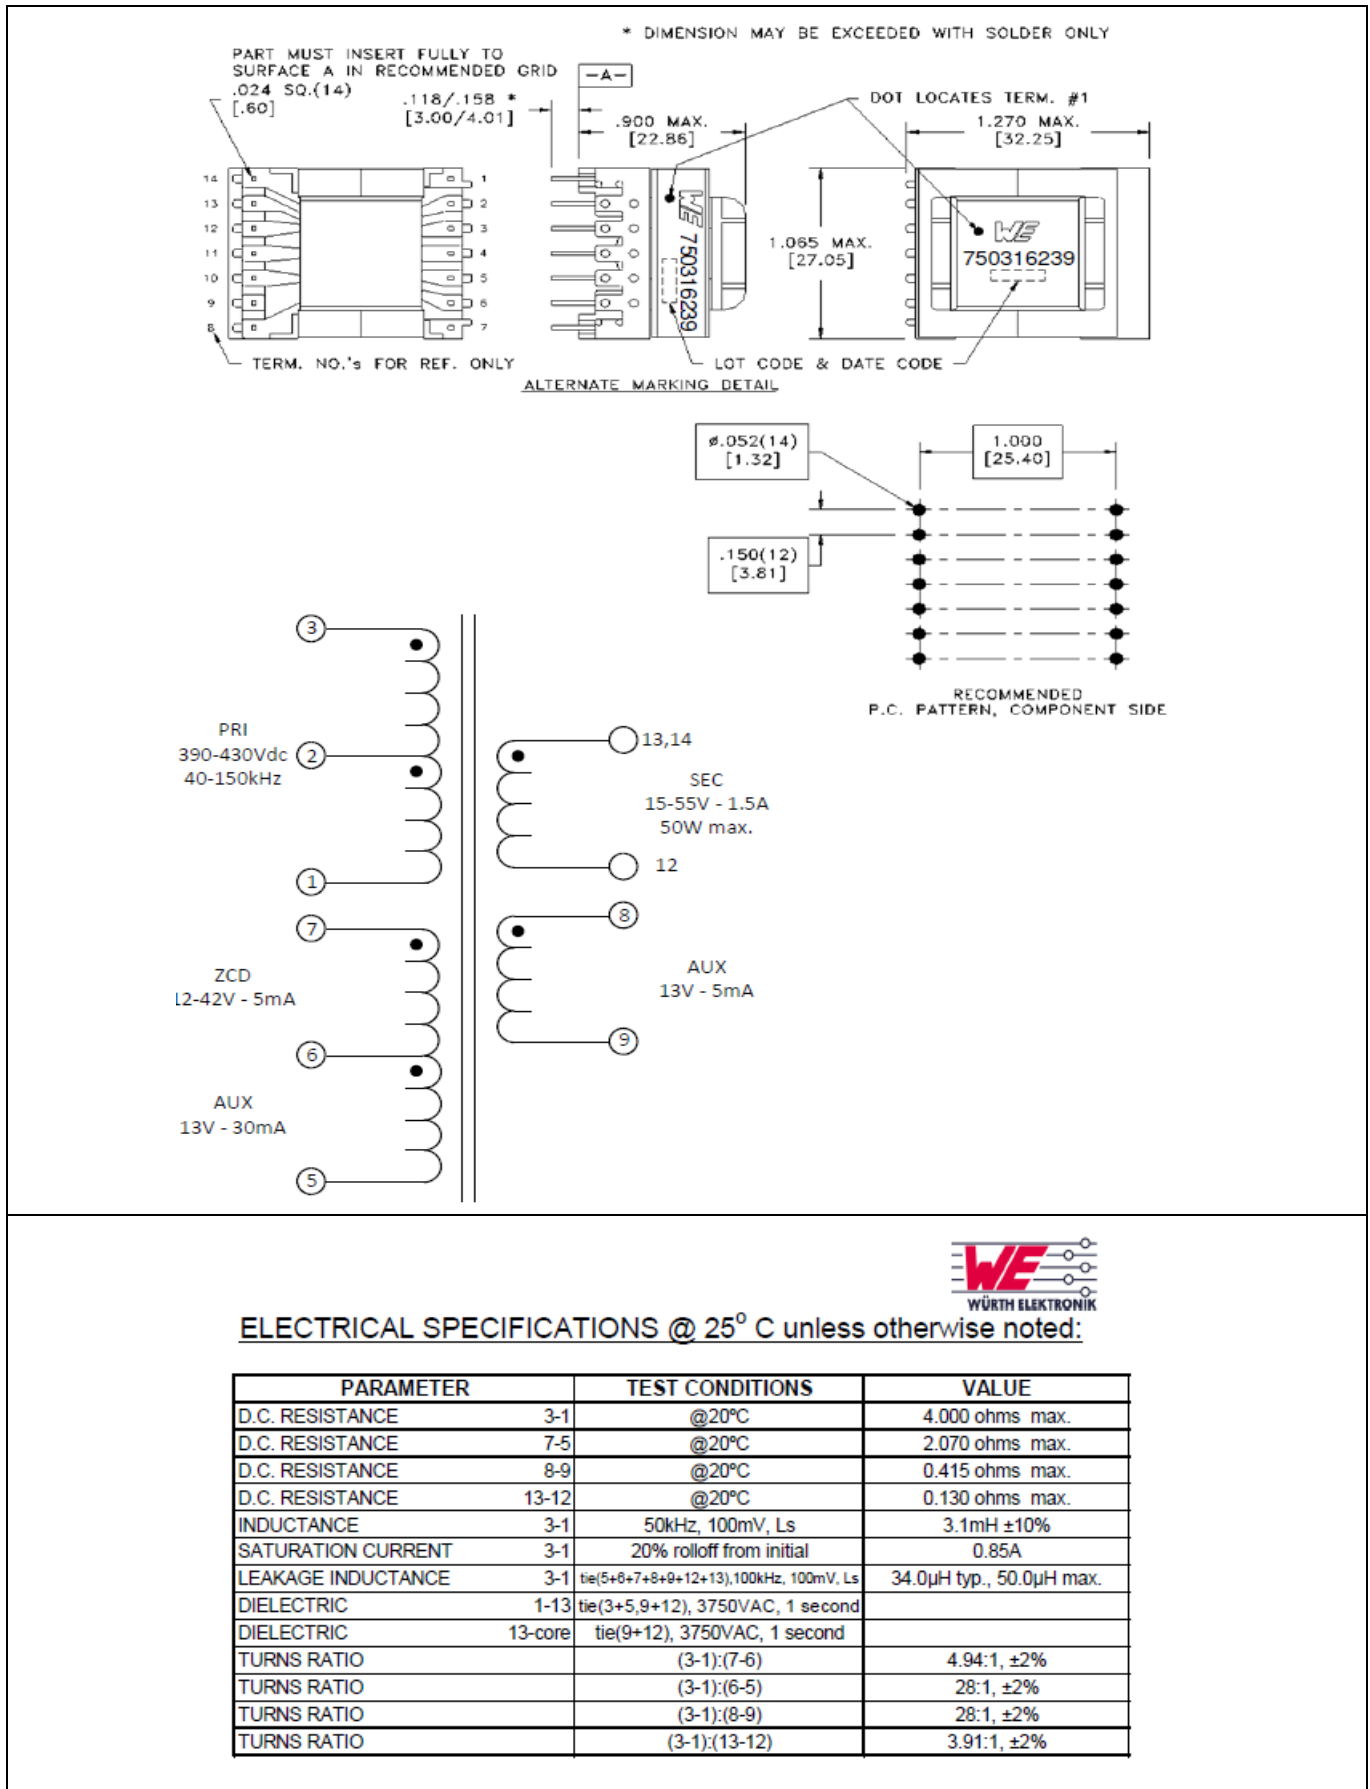 * DIMENSION MAY BE EXCEEDED WITH SOLDER ONLY
PART MUST INSERT FULLY TO
SURFACE A IN RECOMMENDED GRID
.024 SQ.(14)
[.60]
.118/.158 *
[3.00/4.01]
-A-
.900 MAX.
[22.86]
DOT LOCATES TERM. #1
1.270 MAX.
[32.25]
14
13
12
11
10
9
8
1
2
3
4
5
6
7
WE 750316239
1.065 MAX.
[27.05]
WE
750316239
TERM. NO.'s FOR REF. ONLY
LOT CODE & DATE CODE
ALTERNATE MARKING DETAIL
ø.052(14)
[1.32]
1.000
[25.40]
.150(12)
[3.81]
RECOMMENDED
P.C. PATTERN, COMPONENT SIDE
3
PRI
390-430Vdc
40-150kHz
2
1
13,14
SEC
15-55V - 1.5A
50W max.
12
7
ZCD
12-42V - 5mA
6
AUX
13V - 30mA
5
8
AUX
13V - 5mA
9
WE
WÜRTH ELEKTRONIK
ELECTRICAL SPECIFICATIONS @ 25° C unless otherwise noted:
PARAMETER TEST CONDITIONS VALUE
D.C. RESISTANCE 3-1 @20ºC 4.000 ohms max.
D.C. RESISTANCE 7-5 @20ºC 2.070 ohms max.
D.C. RESISTANCE 8-9 @20ºC 0.415 ohms max.
D.C. RESISTANCE 13-12 @20ºC 0.130 ohms max.
INDUCTANCE 3-1 50kHz, 100mV, Ls 3.1mH ±10%
SATURATION CURRENT 3-1 20% rolloff from initial 0.85A
LEAKAGE INDUCTANCE 3-1 tie(5+6+7+8+9+12+13),100kHz, 100mV, Ls 34.0µH typ., 50.0µH max.
DIELECTRIC 1-13 tie(3+5,9+12), 3750VAC, 1 second
DIELECTRIC 13-core tie(9+12), 3750VAC, 1 second
TURNS RATIO (3-1):(7-6) 4.94:1, ±2%
TURNS RATIO (3-1):(6-5) 28:1, ±2%
TURNS RATIO (3-1):(8-9) 28:1, ±2%
TURNS RATIO (3-1):(13-12) 3.91:1, ±2%